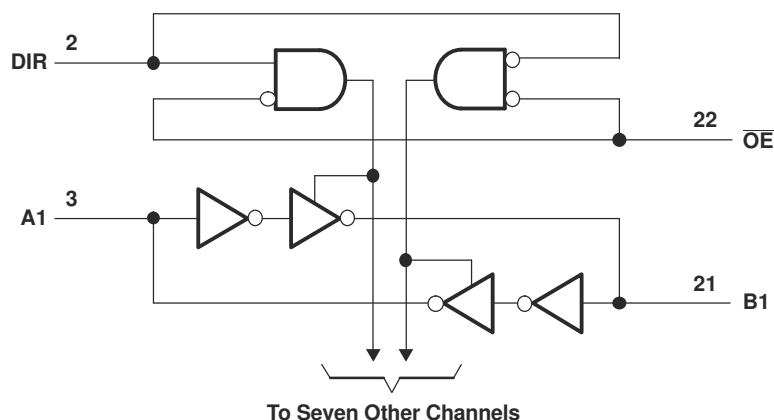 DIR 2
22 OE
A1 3
21 B1
To Seven Other Channels